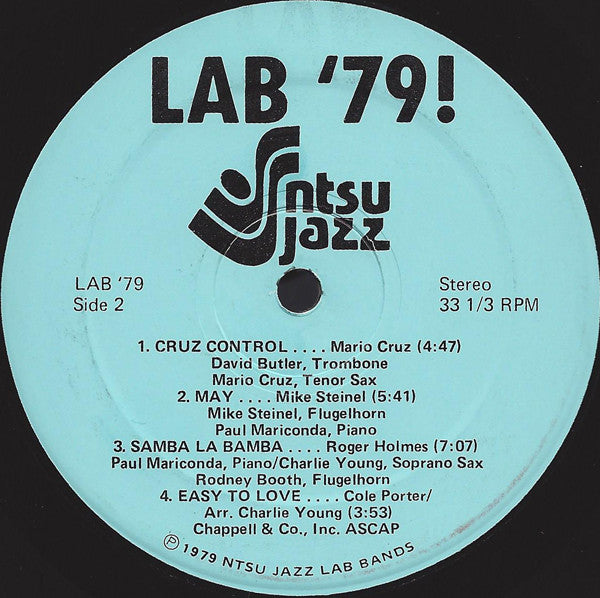 LAB '79!
ntsu
jazz
LAB '79
Side 2
Stereo
33 1/3 RPM
1. CRUZ CONTROL .... Mario Cruz (4:47)
David Butler, Trombone
Mario Cruz, Tenor Sax
2. MAY .... Mike Steinel (5:41)
Mike Steinel, Flugelhorn
Paul Mariconda, Piano
3. SAMBA LA BAMBA .... Roger Holmes (7:07)
Paul Mariconda, Piano/Charlie Young, Soprano Sax
Rodney Booth, Flugelhorn
4. EASY TO LOVE .... Cole Porter/
Arr. Charlie Young (3:53)
Chappell & Co., Inc. ASCAP
℗ 1979 NTSU JAZZ LAB BANDS